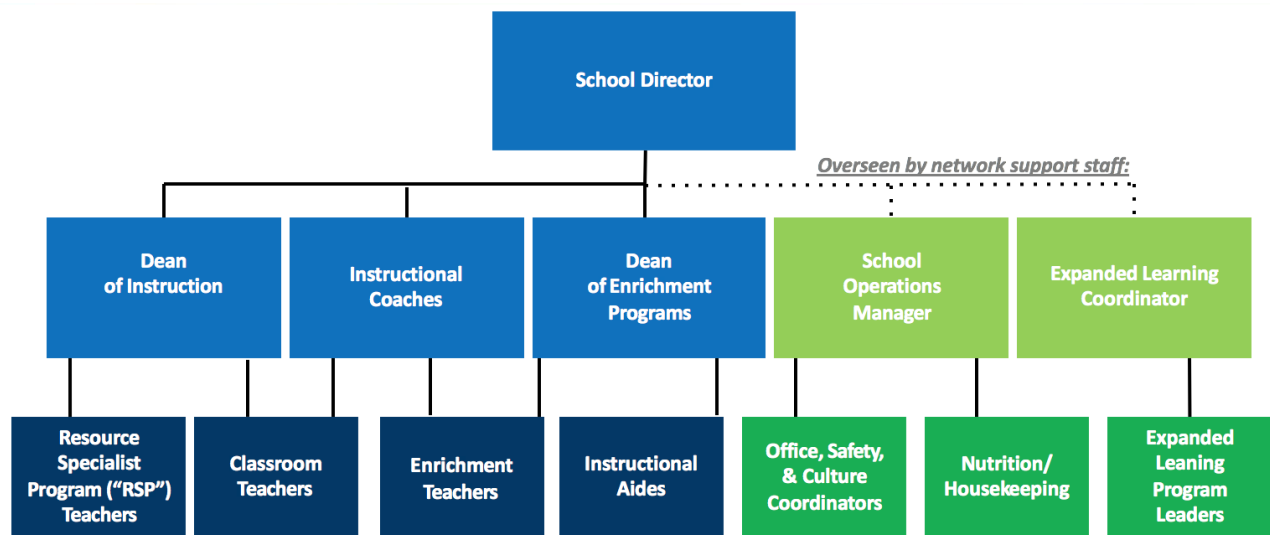 School Director
Overseen by network support staff:
Dean
of Instruction
Instructional
Coaches
Dean
of Enrichment
Programs
School
Operations
Manager
Expanded Learning
Coordinator
Resource
Specialist
Program (“RSP”)
Teachers
Classroom
Teachers
Enrichment
Teachers
Instructional
Aides
Office, Safety,
& Culture
Coordinators
Nutrition/
Housekeeping
Expanded
Leaning
Program
Leaders